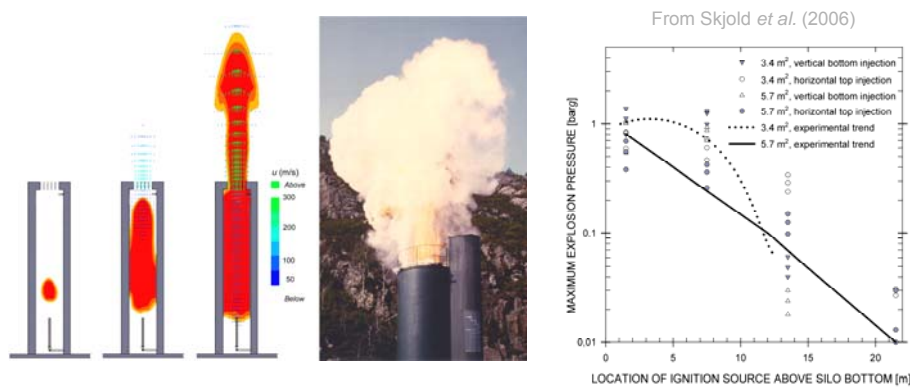 From Skjold et al. (2006)
u (m/s)
Above
300
200
100
50
Below
3.4 m², vertical bottom injection
3.4 m², horizontal top injection
5.7 m², vertical bottom injection
5.7 m², horizontal top injection
3.4 m², experimental trend
5.7 m², experimental trend
MAXIMUM EXPLOSION PRESSURE [barg]
1
0.1
0.01
0 5 10 15 20
LOCATION OF IGNITION SOURCE ABOVE SILO BOTTOM [m]